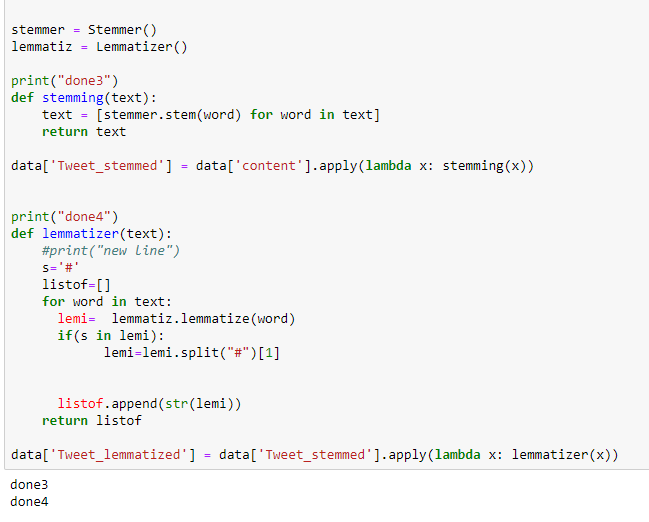 stemmer = Stemmer()
lemmatiz = Lemmatizer()
print("done3")
def stemming(text):
    text = [stemmer.stem(word) for word in text]
    return text
data['Tweet_stemmed'] = data['content'].apply(lambda x: stemming(x))
print("done4")
def lemmatizer(text):
    #print("new line")
    s='#'
    listof=[]
    for word in text:
      lemi=  lemmatiz.lemmatize(word)
      if(s in lemi):
            lemi=lemi.split("#")[1]
      listof.append(str(lemi))
    return listof
data['Tweet_lemmatized'] = data['Tweet_stemmed'].apply(lambda x: lemmatizer(x))
done3
done4